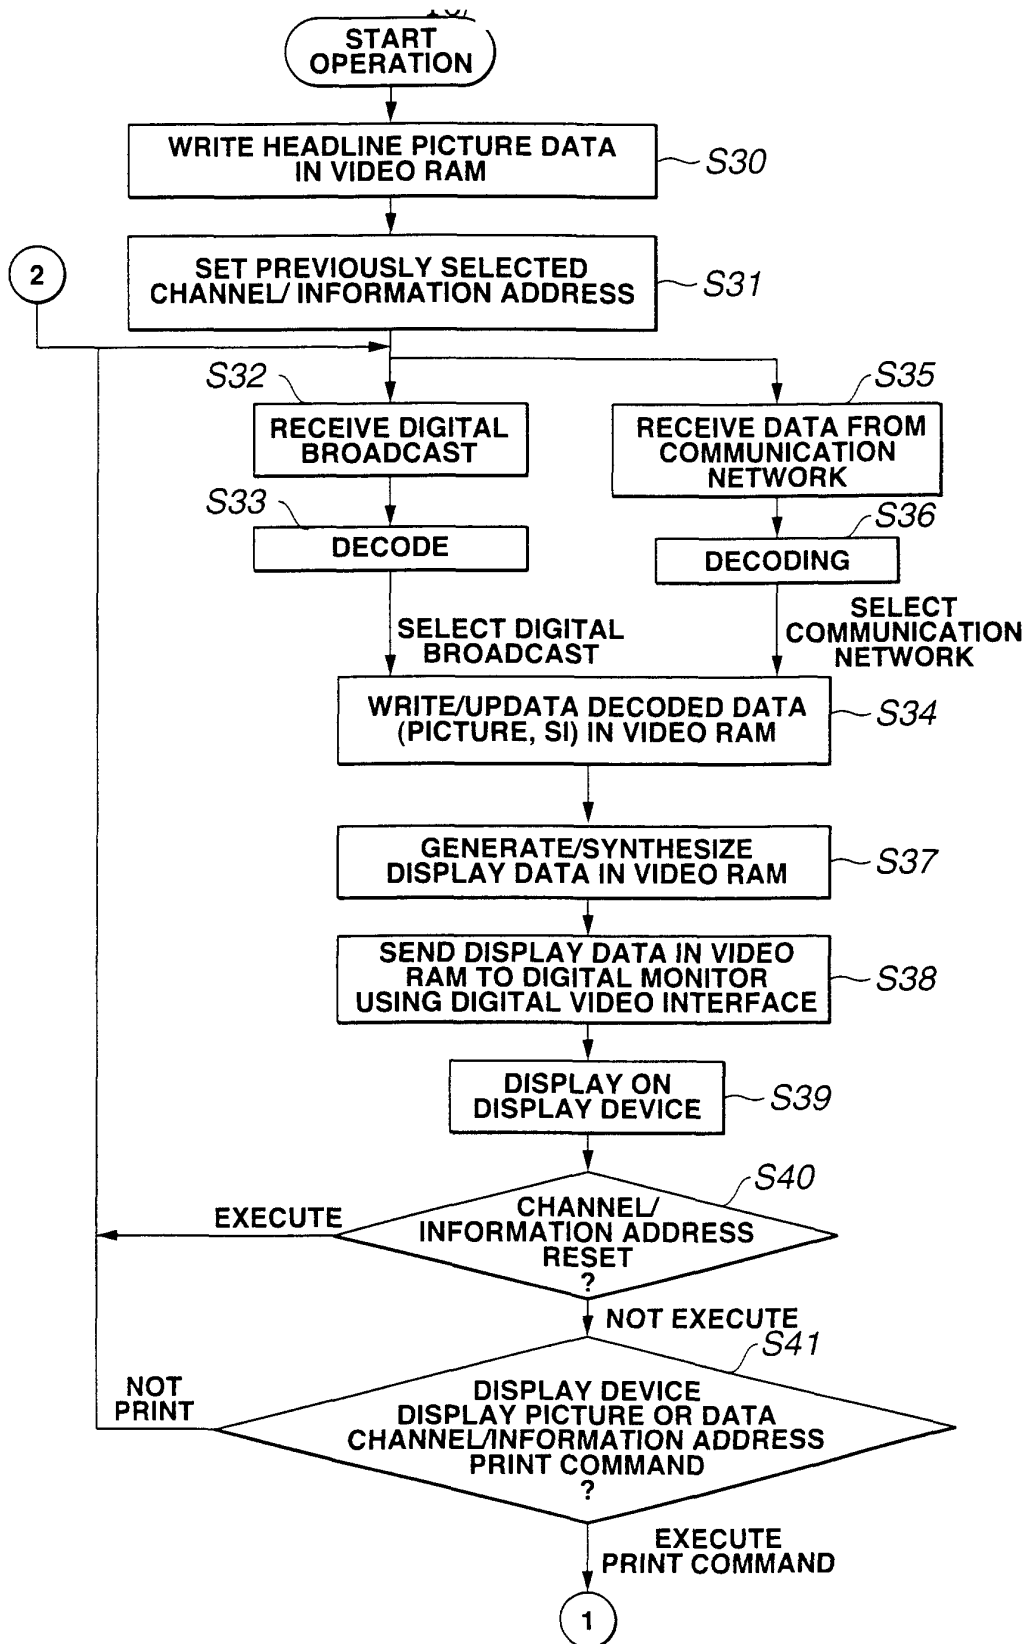 START
OPERATION
WRITE HEADLINE PICTURE DATA
IN VIDEO RAM
S30
2
SET PREVIOUSLY SELECTED
CHANNEL/ INFORMATION ADDRESS
S31
S32
RECEIVE DIGITAL
BROADCAST
S35
RECEIVE DATA FROM
COMMUNICATION
NETWORK
S33
DECODE
S36
DECODING
SELECT DIGITAL
BROADCAST
SELECT
COMMUNICATION
NETWORK
WRITE/UPDATA DECODED DATA
(PICTURE, SI) IN VIDEO RAM
S34
GENERATE/SYNTHESIZE
DISPLAY DATA IN VIDEO RAM
S37
SEND DISPLAY DATA IN VIDEO
RAM TO DIGITAL MONITOR
USING DIGITAL VIDEO INTERFACE
S38
DISPLAY ON
DISPLAY DEVICE
S39
S40
CHANNEL/
INFORMATION ADDRESS
RESET
?
EXECUTE
NOT EXECUTE
S41
NOT
PRINT
DISPLAY DEVICE
DISPLAY PICTURE OR DATA
CHANNEL/INFORMATION ADDRESS
PRINT COMMAND
?
EXECUTE
PRINT COMMAND
1